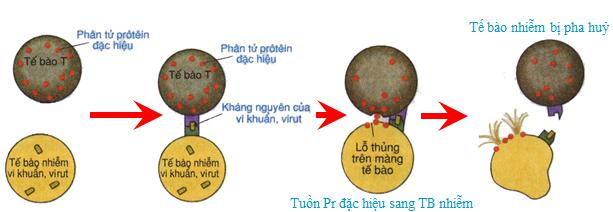 Phân tử prôtêin
đặc hiệu
Tế bào T
Tế bào nhiễm
vi khuẩn, virut
Phân tử prôtêin
đặc hiệu
Tế bào T
Kháng nguyên của
vi khuẩn, virut
Tế bào nhiễm
vi khuẩn, virut
Lỗ thủng
trên màng
tế bào
Tuồn Pr đặc hiệu sang TB nhiễm
Tế bào nhiễm bị pha huỷ